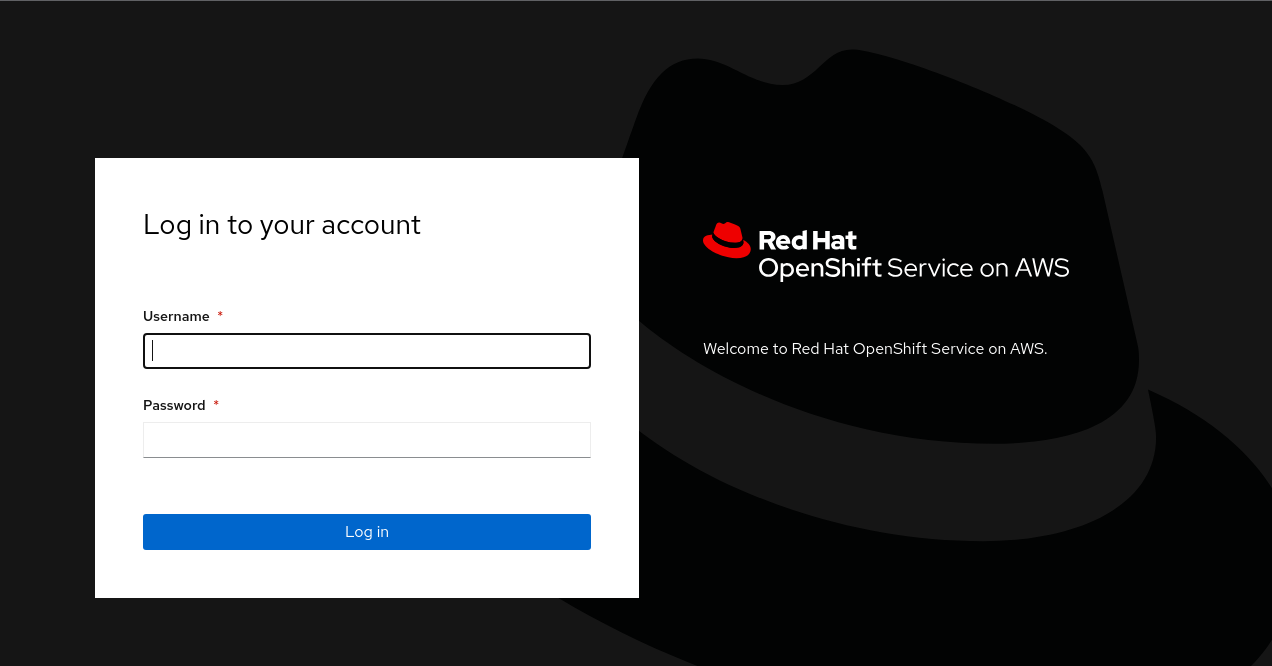 Log in to your account
Username *
Password *
Log in
Red Hat
OpenShift Service on AWS
Welcome to Red Hat OpenShift Service on AWS.